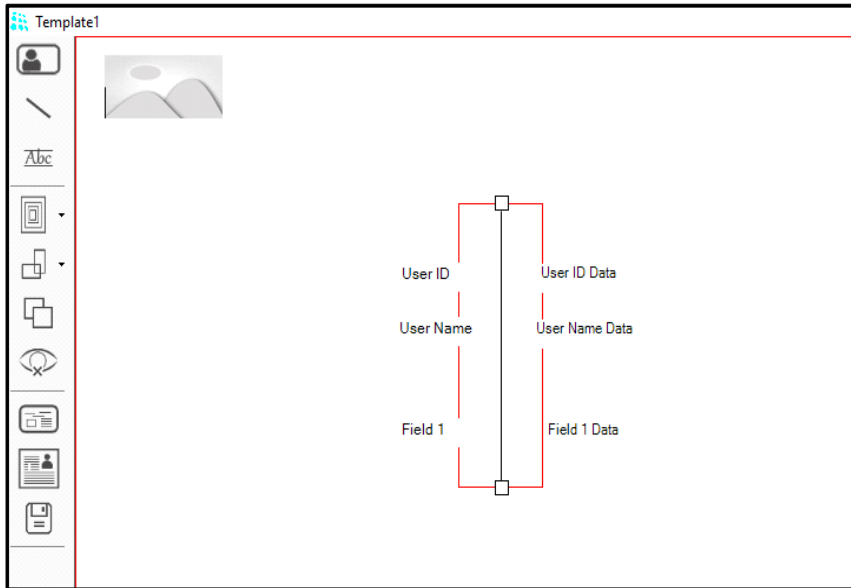 Template1
Abc
User ID User ID Data
User Name User Name Data
Field 1 Field 1 Data